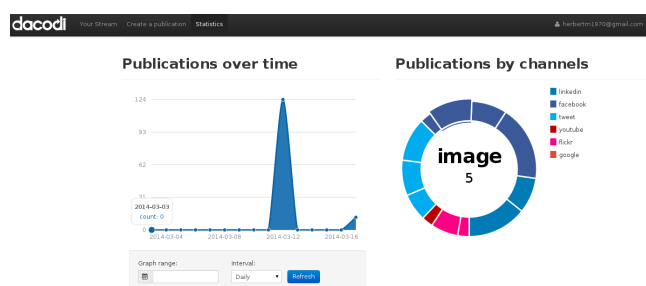 dacodi Your Stream Create a publication Statistics herbertm1970@gmail.com
Publications over time
124
93
62
31
0
2014-03-03
count: 0
2014-03-04 2014-03-08 2014-03-12 2014-03-16
Graph range: Interval:
Daily Refresh
Publications by channels
image
5
linkedin
facebook
tweet
youtube
flickr
google